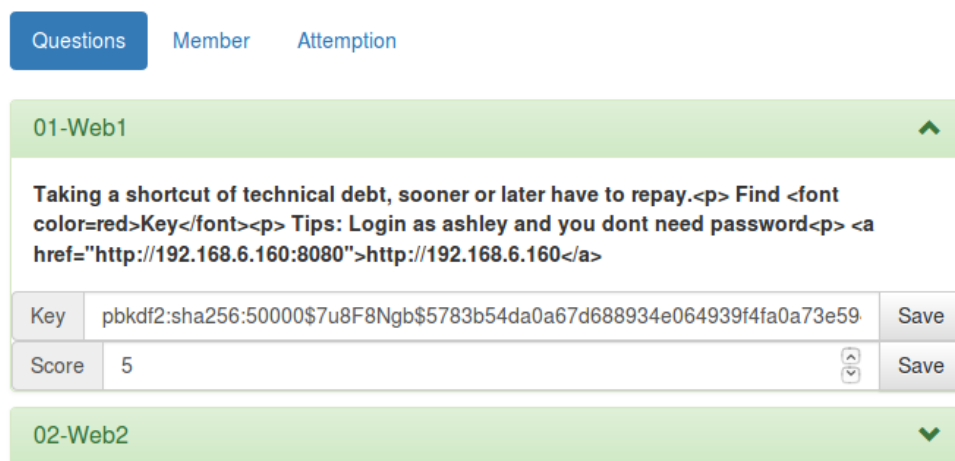 Questions Member Attemption
01-Web1
Taking a shortcut of technical debt, sooner or later have to repay.<p> Find <font
color=red>Key</font><p> Tips: Login as ashley and you dont need password<p> <a
href="http://192.168.6.160:8080">http://192.168.6.160</a>
Key pbkdf2:sha256:50000$7u8F8Ngb$5783b54da0a67d688934e064939f4fa0a73e59 Save
Score 5 Save
02-Web2